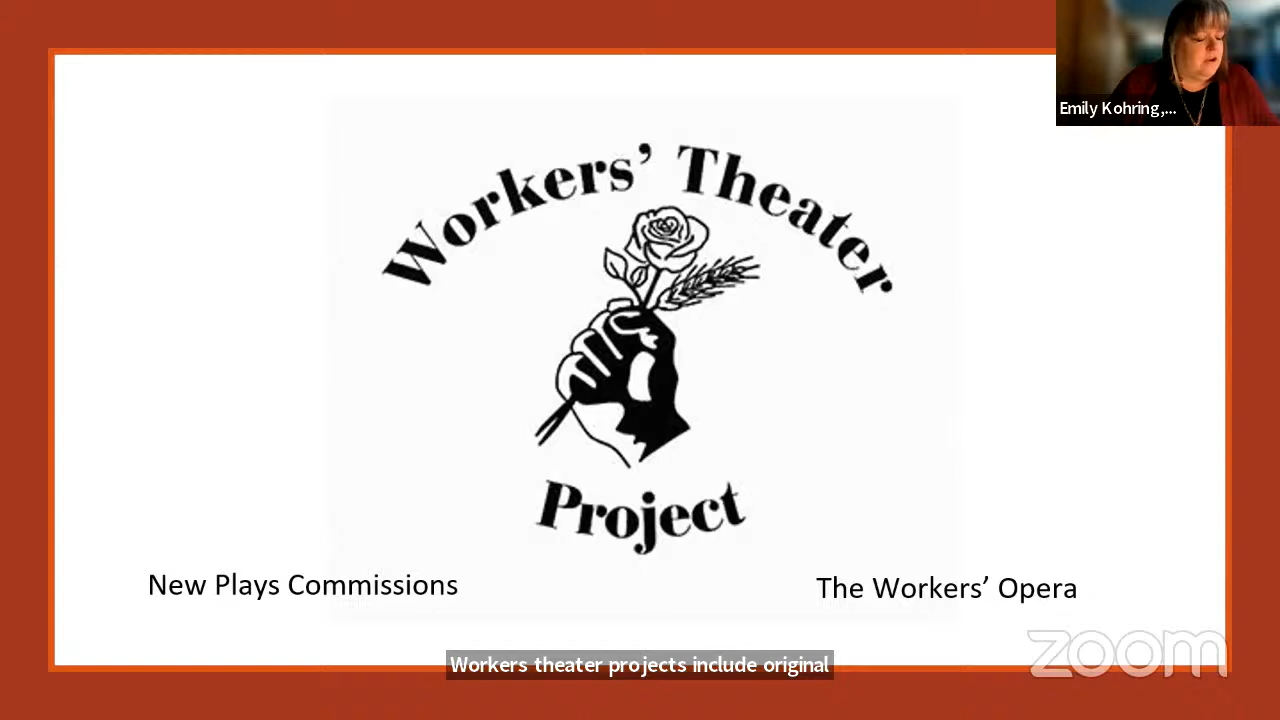 Emily Kohring,...
Workers’ Theater
Project
New Plays Commissions
The Workers’ Opera
Workers theater projects include original
zoom